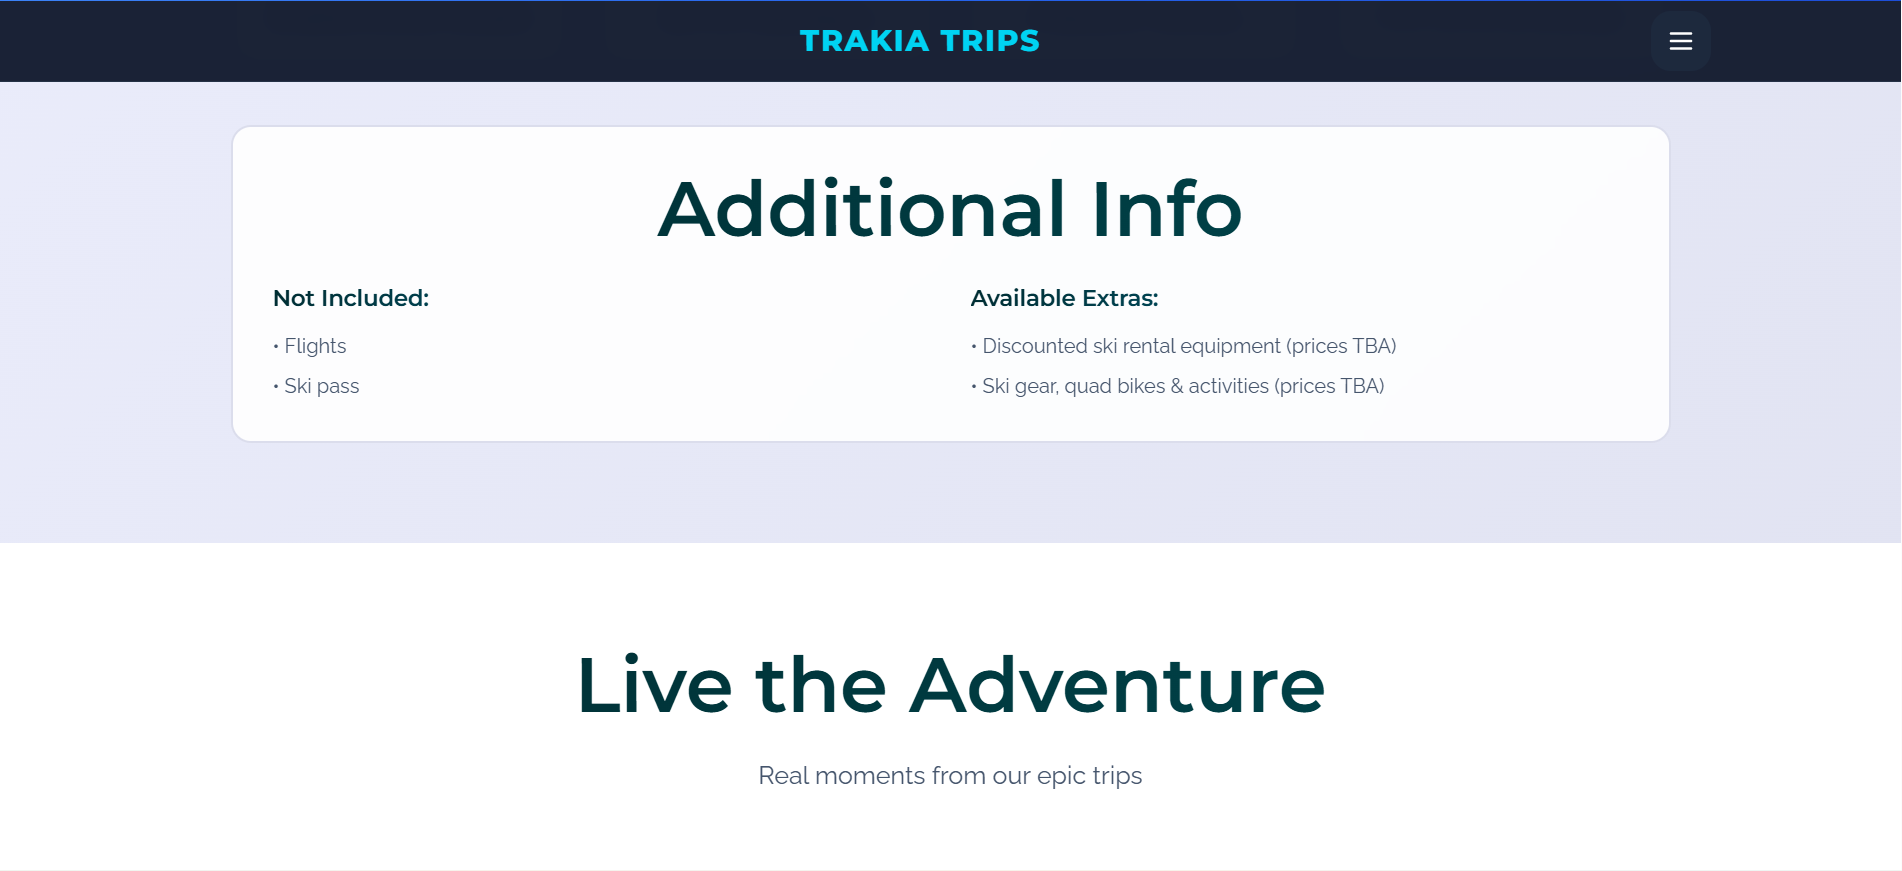 TRAKIA TRIPS
Additional Info
Not Included:
• Flights
• Ski pass
Available Extras:
• Discounted ski rental equipment (prices TBA)
• Ski gear, quad bikes & activities (prices TBA)
Live the Adventure
Real moments from our epic trips